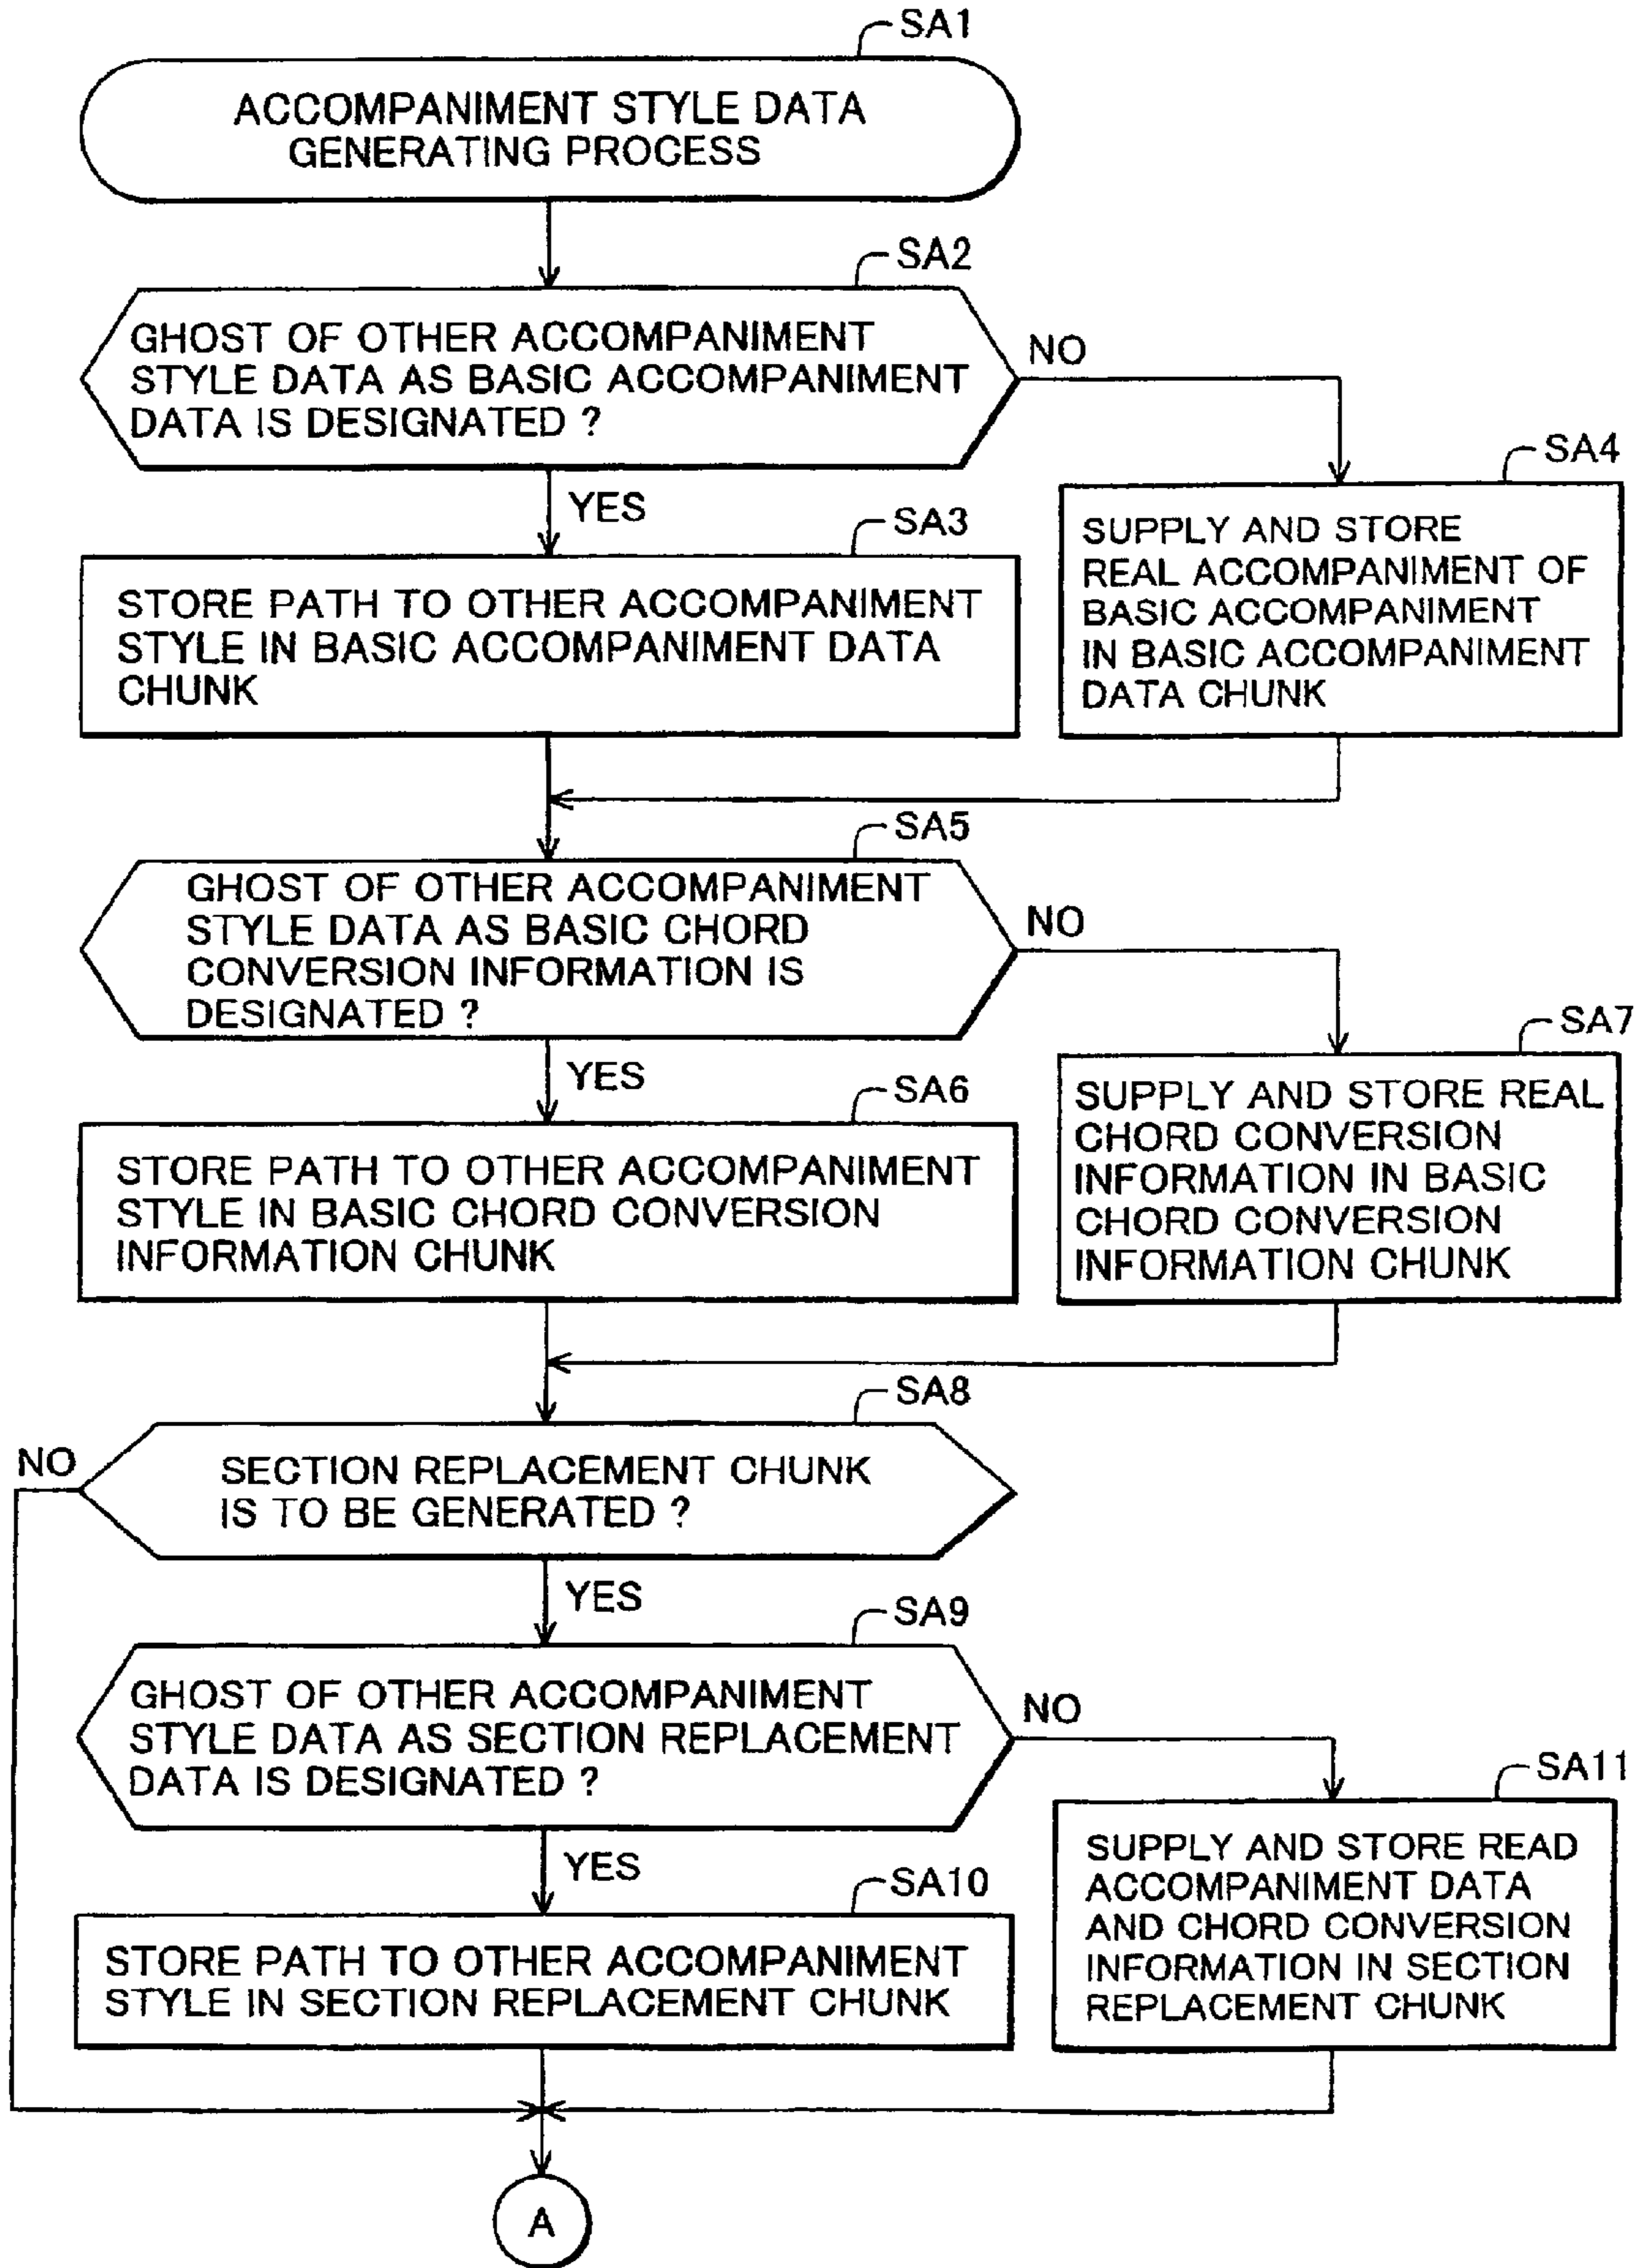 SA1
ACCOMPANIMENT STYLE DATA
GENERATING PROCESS
SA2
GHOST OF OTHER ACCOMPANIMENT
STYLE DATA AS BASIC ACCOMPANIMENT
DATA IS DESIGNATED ?
NO
YES
SA3
STORE PATH TO OTHER ACCOMPANIMENT
STYLE IN BASIC ACCOMPANIMENT DATA
CHUNK
SA4
SUPPLY AND STORE
REAL ACCOMPANIMENT OF
BASIC ACCOMPANIMENT
IN BASIC ACCOMPANIMENT
DATA CHUNK
SA5
GHOST OF OTHER ACCOMPANIMENT
STYLE DATA AS BASIC CHORD
CONVERSION INFORMATION IS
DESIGNATED ?
NO
YES
SA6
STORE PATH TO OTHER ACCOMPANIMENT
STYLE IN BASIC CHORD CONVERSION
INFORMATION CHUNK
SA7
SUPPLY AND STORE REAL
CHORD CONVERSION
INFORMATION IN BASIC
CHORD CONVERSION
INFORMATION CHUNK
SA8
NO
SECTION REPLACEMENT CHUNK
IS TO BE GENERATED ?
YES
SA9
GHOST OF OTHER ACCOMPANIMENT
STYLE DATA AS SECTION REPLACEMENT
DATA IS DESIGNATED ?
NO
YES
SA10
STORE PATH TO OTHER ACCOMPANIMENT
STYLE IN SECTION REPLACEMENT CHUNK
SA11
SUPPLY AND STORE READ
ACCOMPANIMENT DATA
AND CHORD CONVERSION
INFORMATION IN SECTION
REPLACEMENT CHUNK
A